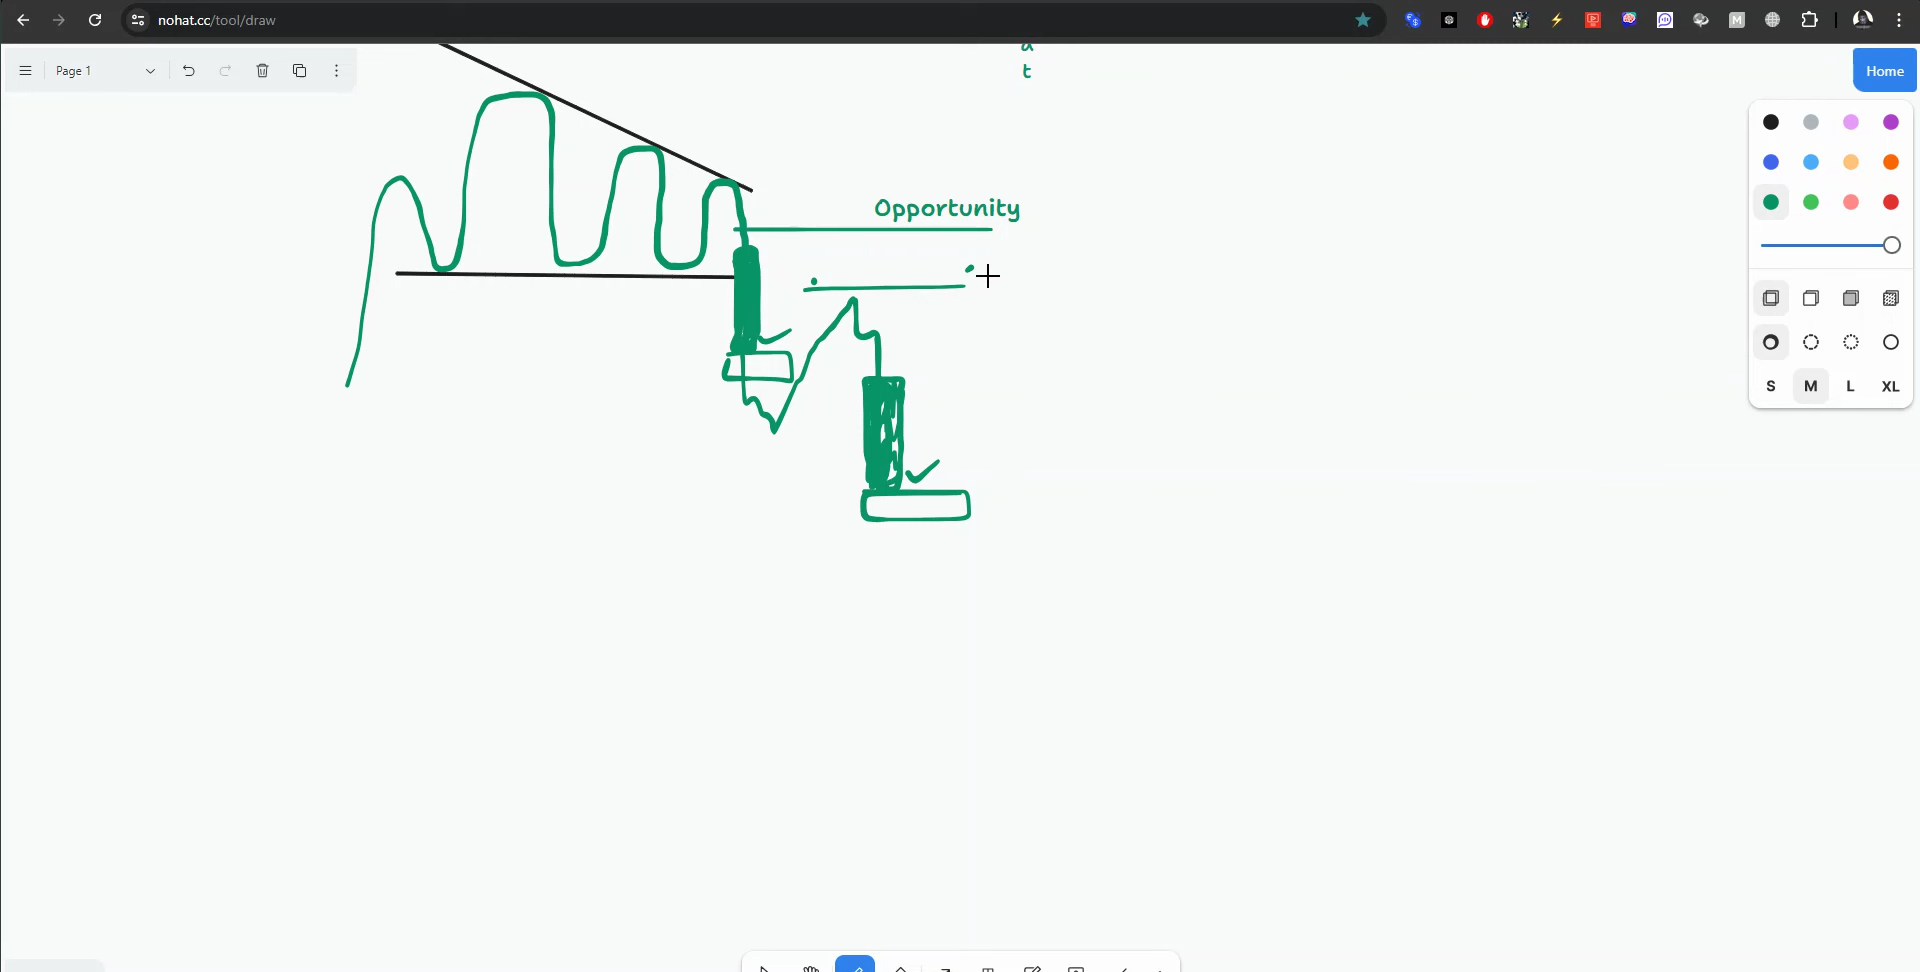 nohat.cc/tool/draw
a
t
Page 1
Home
Opportunity
S M L XL